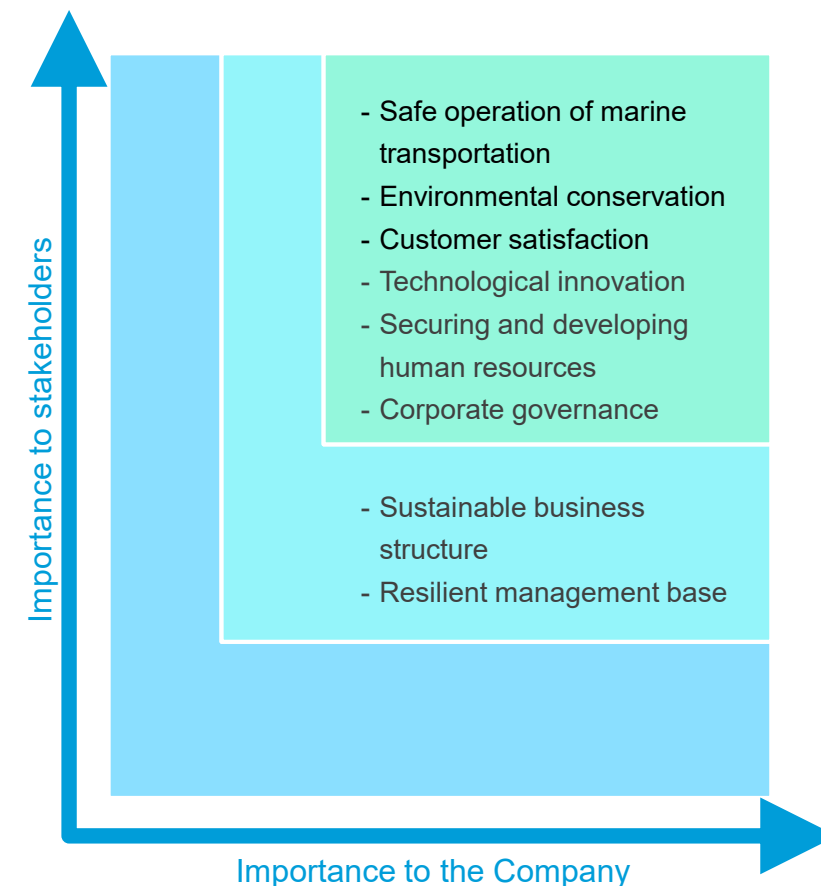 - Safe operation of marine
transportation
- Environmental conservation
- Customer satisfaction
- Technological innovation
- Securing and developing
human resources
- Corporate governance
- Sustainable business
structure
- Resilient management base
Importance to stakeholders
Importance to the Company